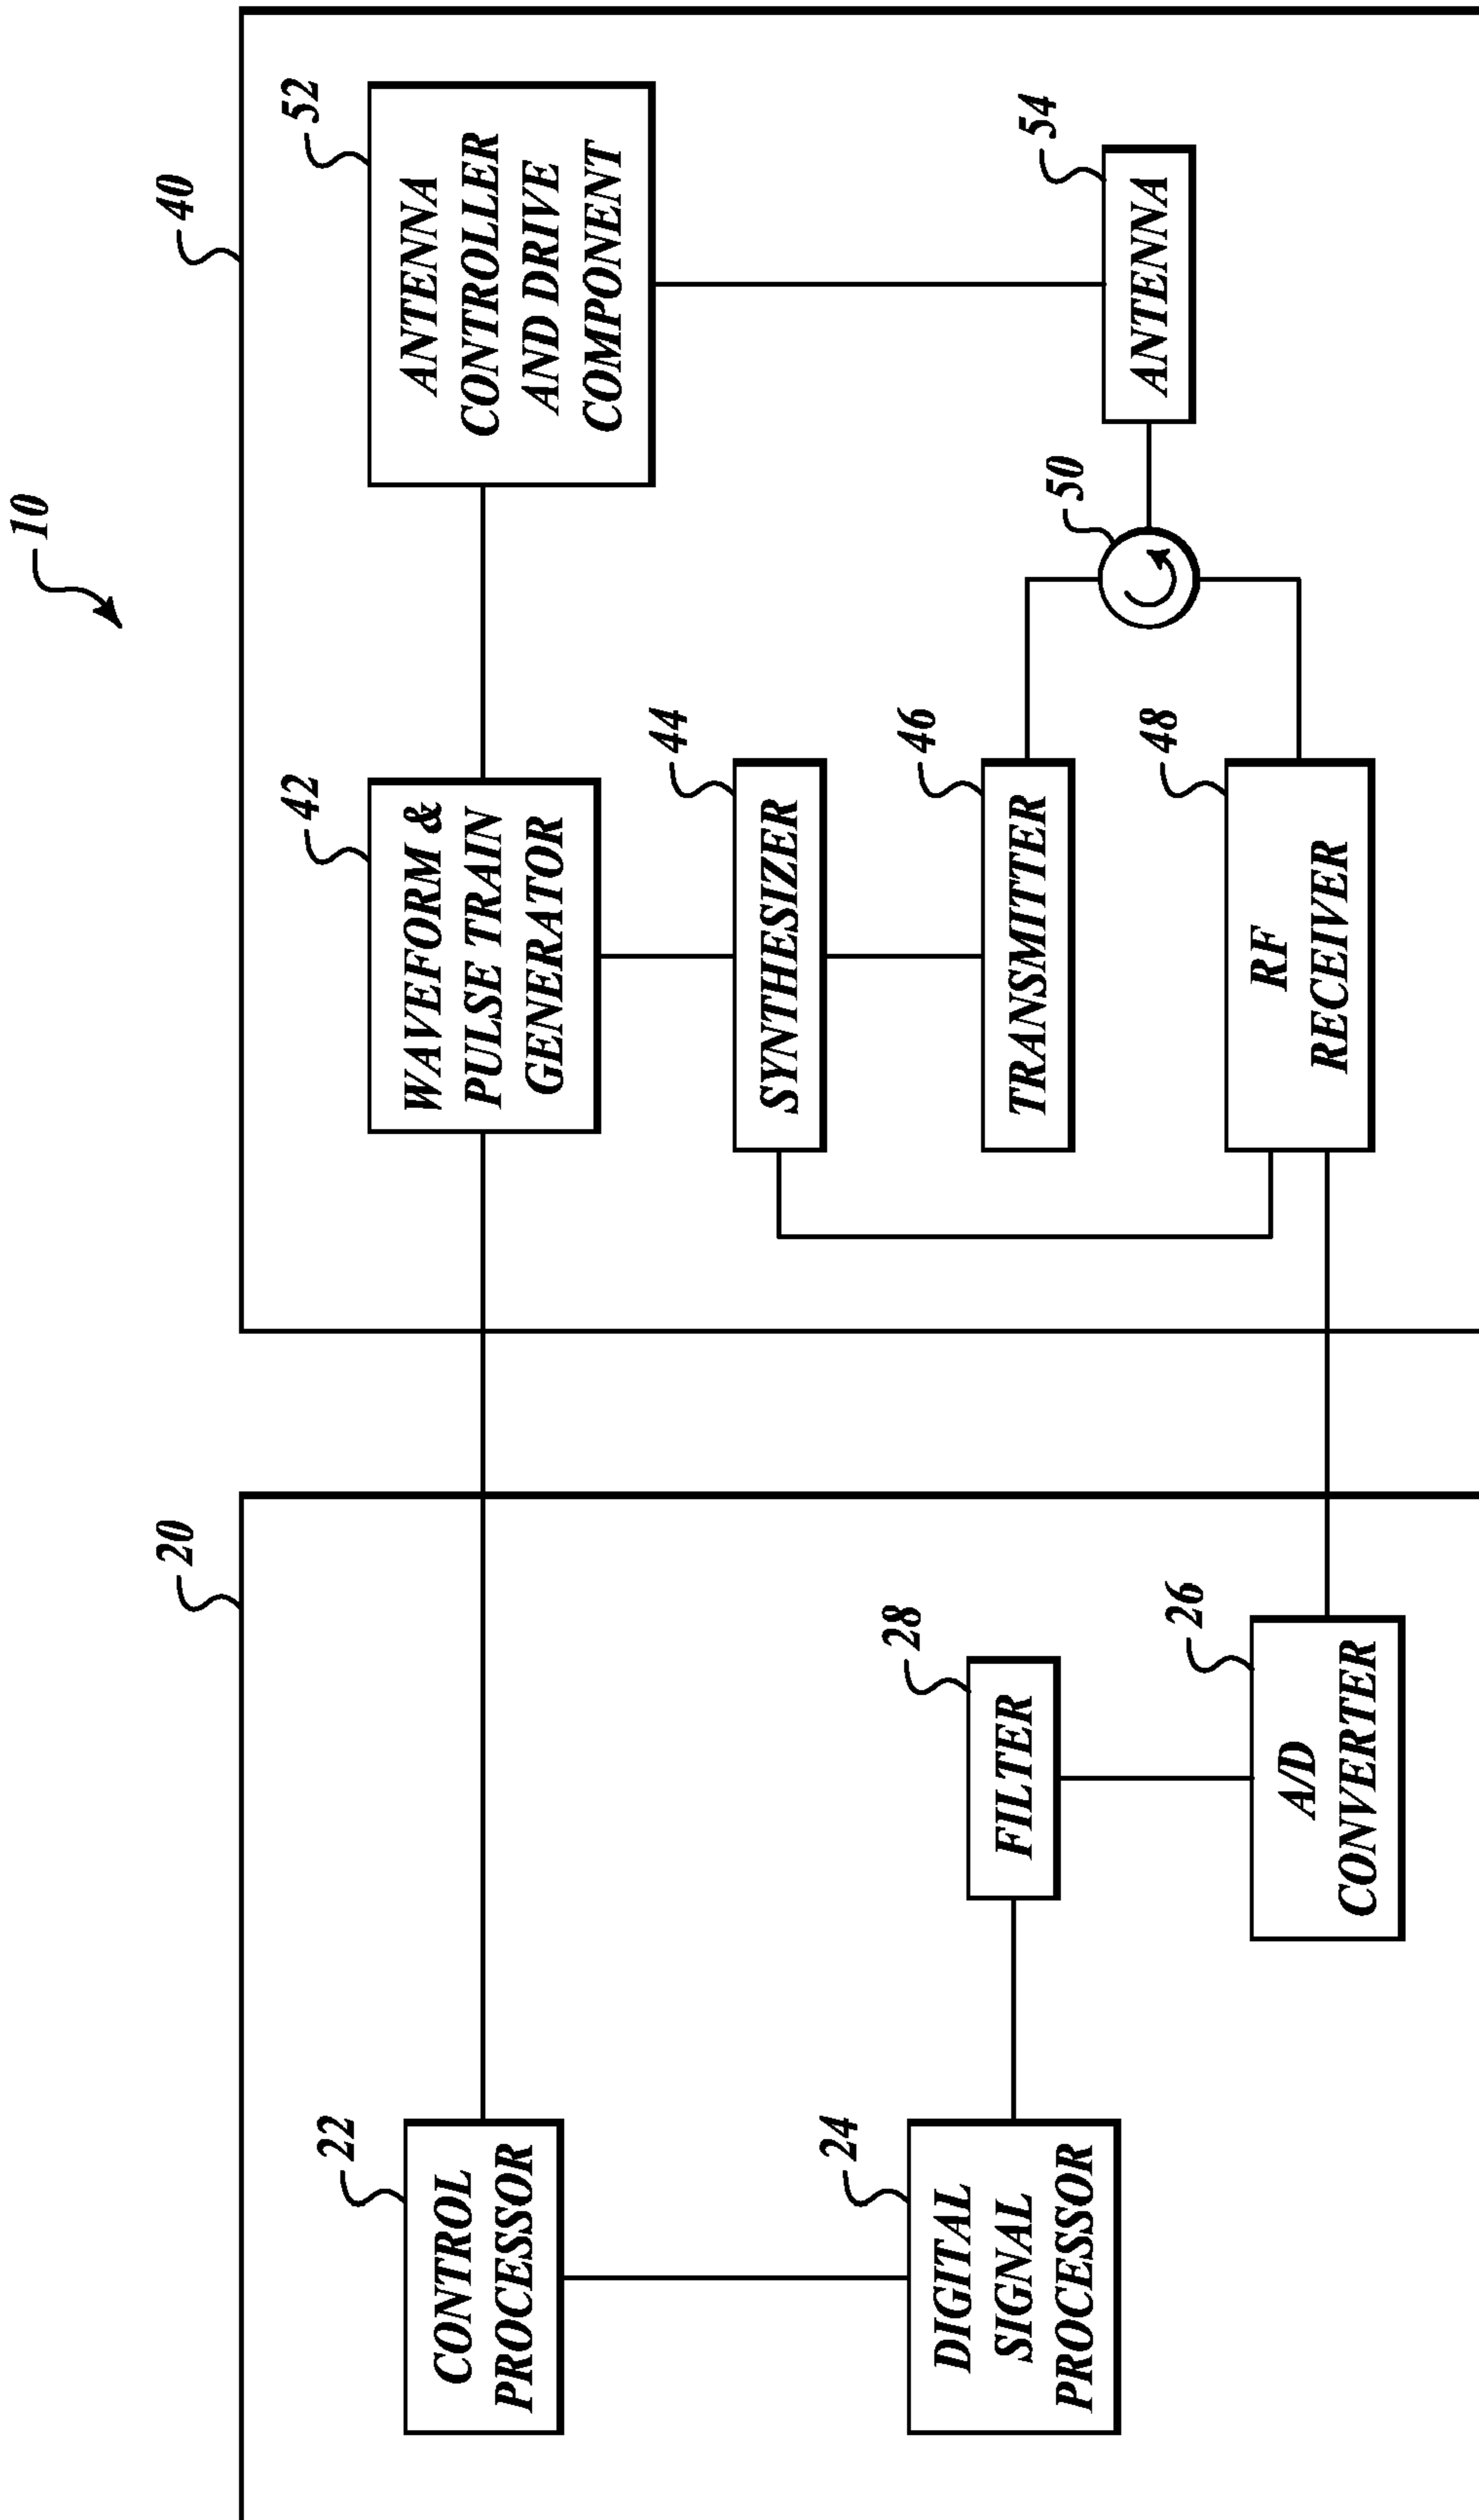 10
20
40
22
CONTROL
PROCESSOR
42
WAVEFORM &
PULSE TRAIN
GENERATOR
52
ANTENNA
CONTROLLER
AND DRIVE
COMPONENT
44
SYNTHESIZER
24
DIGITAL
SIGNAL
PROCESSOR
28
FILTER
46
TRANSMITTER
50
54
ANTENNA
26
A/D
CONVERTER
48
RF
RECEIVER